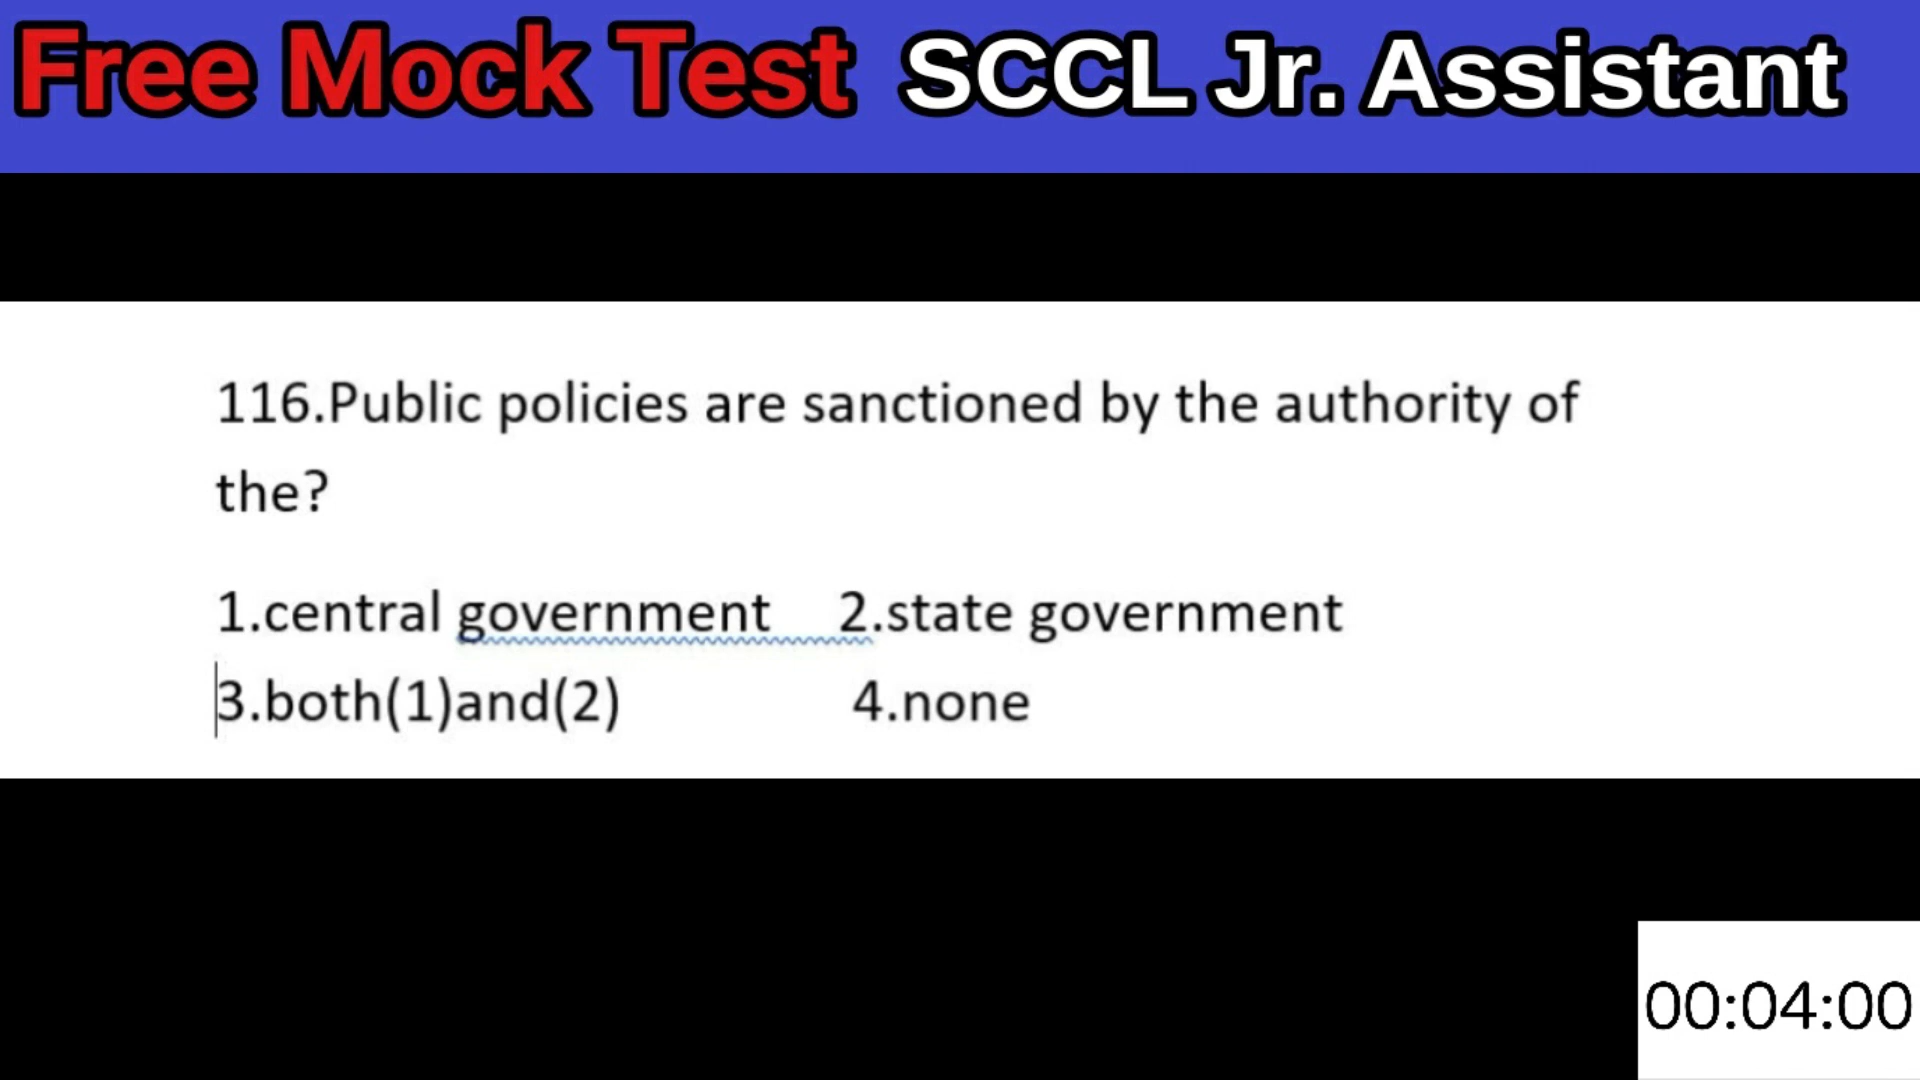 Free Mock Test SCCL Jr. Assistant
116.Public policies are sanctioned by the authority of
the?
1.central government 2.state government
3.both(1)and(2) 4.none
00:04:00